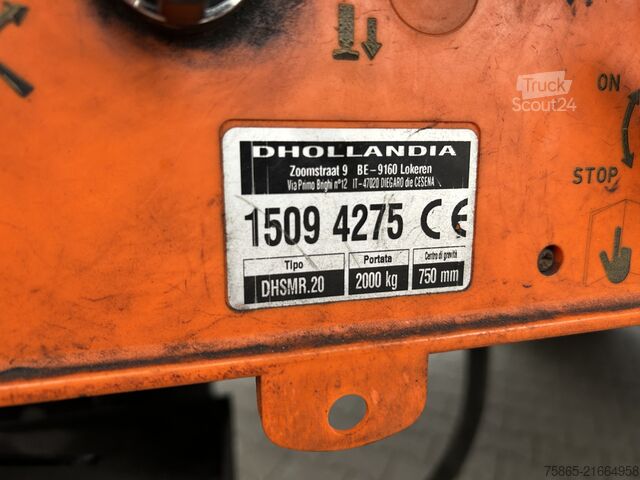 Truck
Scout24
ON
STOP
DHOLLANDIA
Zoomstraat 9 BE-9160 Lokeren
Via Primo Brighi n°12 IT-47020 DIEGARO die CESENA
1509 4275 CE
Tipo Portata Centro di gravità
DHSMR.20 2000 kg 750 mm
75865-21664958